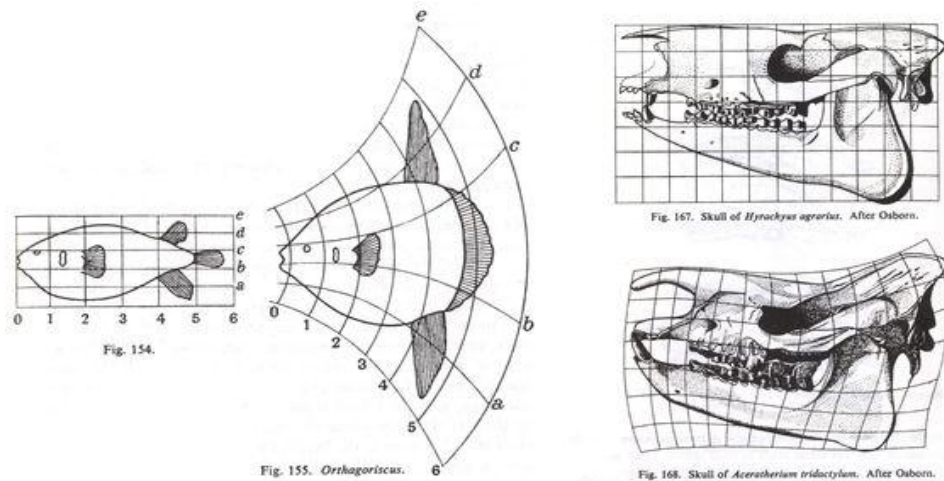 e
d
c
b
a
0 1 2 3 4 5 6
Fig. 154.
e
d
c
b
a
0
1
2
3
4
5
6
Fig. 155. Orthagoriscus.
Fig. 167. Skull of Hyrachyus agrarius. After Osborn.
Fig. 168. Skull of Aceratherium tridactylum. After Osborn.